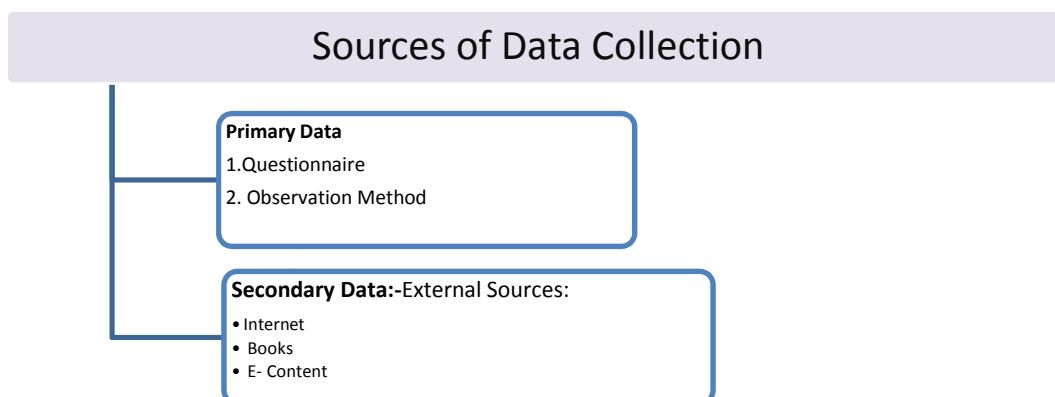 Sources of Data Collection
Primary Data
1.Questionnaire
2. Observation Method
Secondary Data:-External Sources:
• Internet
• Books
• E- Content